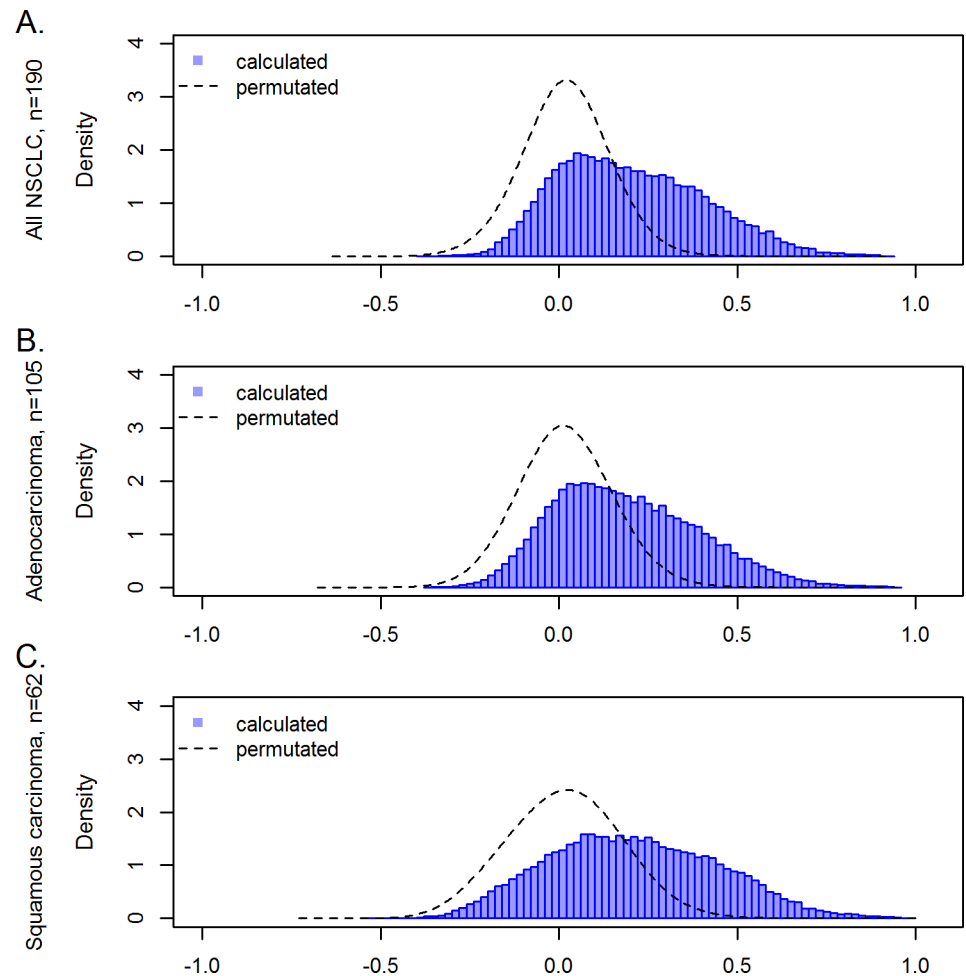 A.
All NSCLC, n=190
Density
4
3
2
1
0
calculated
permutated
-1.0 -0.5 0.0 0.5 1.0
B.
Adenocarcinoma, n=105
Density
4
3
2
1
0
calculated
permutated
-1.0 -0.5 0.0 0.5 1.0
C.
Squamous carcinoma, n=62
Density
4
3
2
1
0
calculated
permutated
-1.0 -0.5 0.0 0.5 1.0